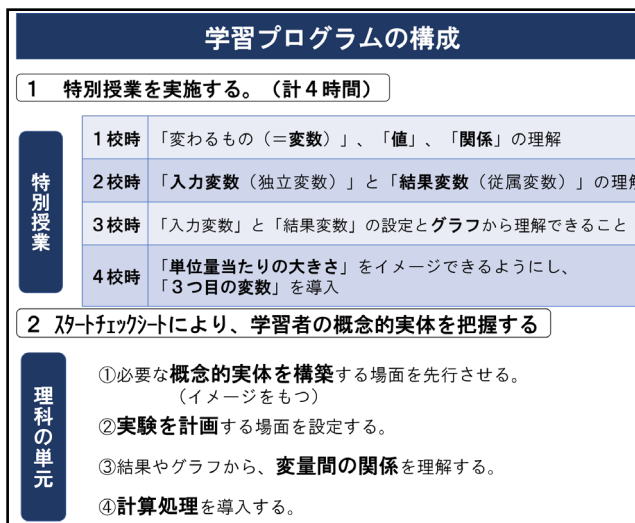 学習プログラムの構成
1 特別授業を実施する。（計４時間）
特別授業
1校時 「変わるもの（＝変数）」、「値」、「関係」の理解
2校時 「入力変数（独立変数）」と「結果変数（従属変数）」の理解
3校時 「入力変数」と「結果変数」の設定とグラフから理解できること
4校時 「単位量当たりの大きさ」をイメージできるようにし、
「３つ目の変数」を導入
2 ｽﾀｰﾄﾁｪｯｸｼｰﾄにより、学習者の概念的実体を把握する
理科の単元
①必要な概念的実体を構築する場面を先行させる。
（イメージをもつ）
②実験を計画する場面を設定する。
③結果やグラフから、変量間の関係を理解する。
④計算処理を導入する。